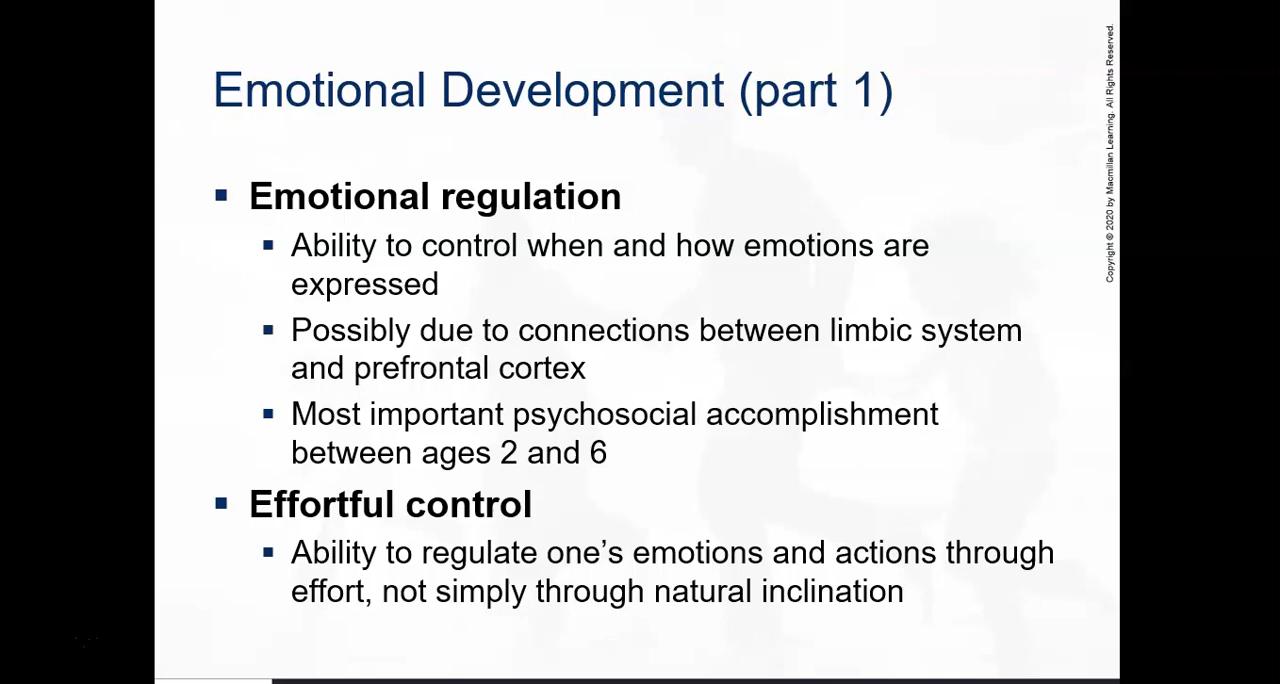 Emotional Development (part 1)
▪ Emotional regulation
▪ Ability to control when and how emotions are
expressed
▪ Possibly due to connections between limbic system
and prefrontal cortex
▪ Most important psychosocial accomplishment
between ages 2 and 6
▪ Effortful control
▪ Ability to regulate one’s emotions and actions through
effort, not simply through natural inclination
Copyright © 2020 by Macmillan Learning. All Rights Reserved.